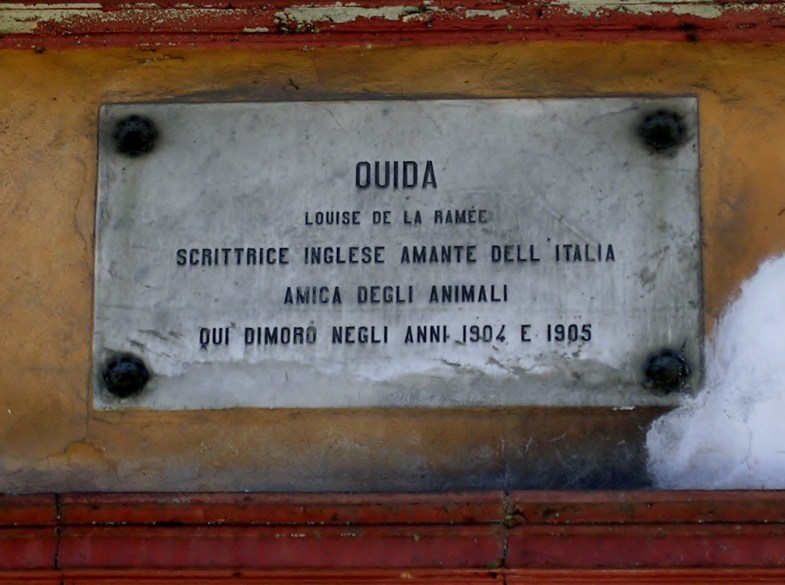 OUIDA
LOUISE DE LA RAMÉE
SCRITTRICE INGLESE AMANTE DELL'ITALIA
AMICA DEGLI ANIMALI
QUI DIMORÒ NEGLI ANNI 1904 E 1905